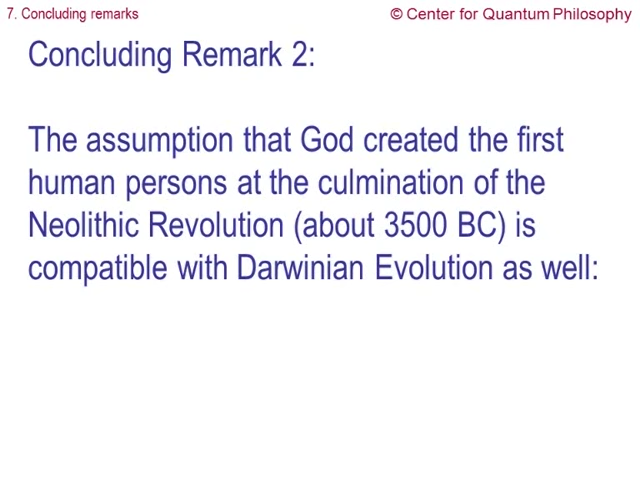 7. Concluding remarks
© Center for Quantum Philosophy
Concluding Remark 2:
The assumption that God created the first
human persons at the culmination of the
Neolithic Revolution (about 3500 BC) is
compatible with Darwinian Evolution as well: